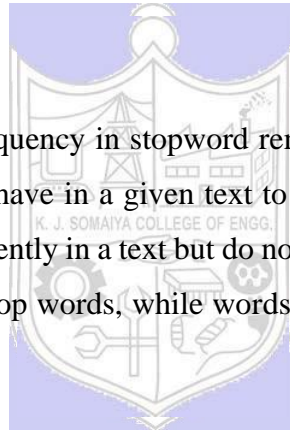 quency in stopword ren
have in a given text to
K. J. SOMAIYA COLLEGE OF ENGG.
ently in a text but do no
op words, while words